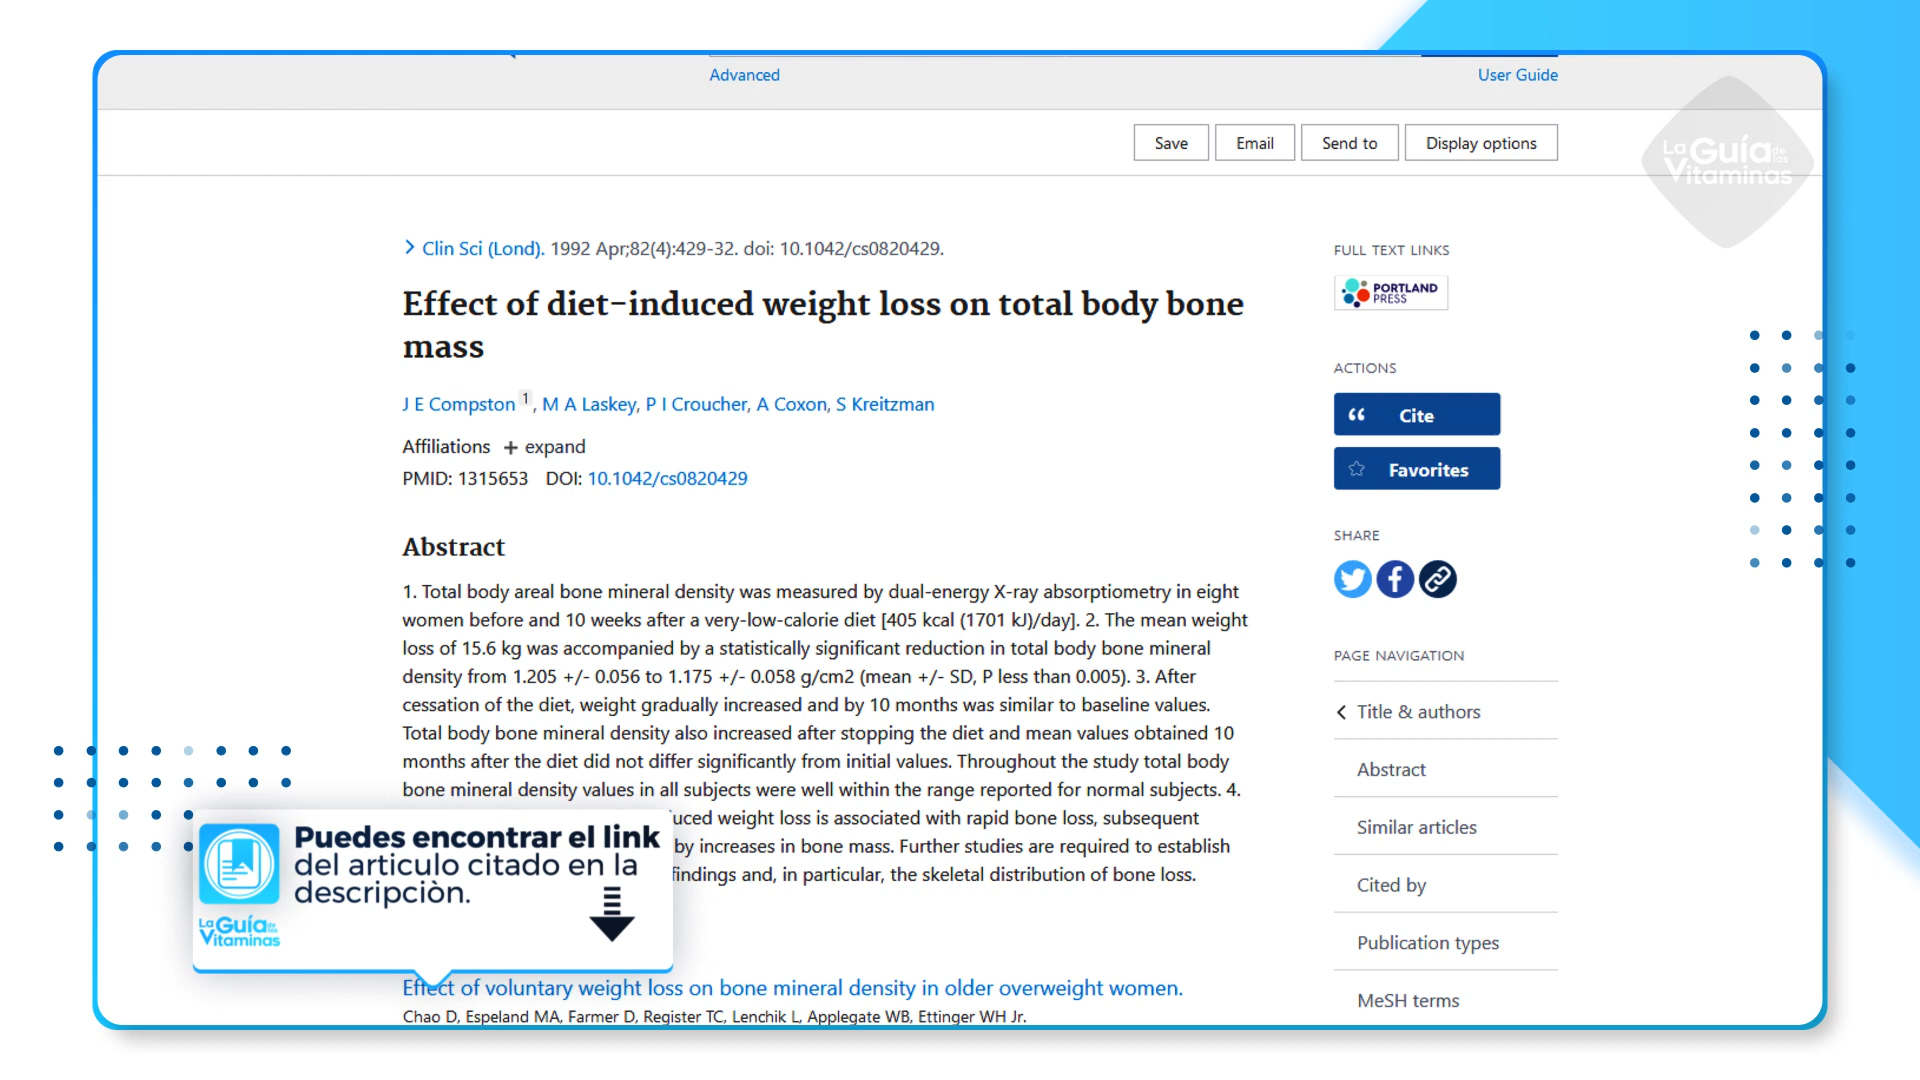 Advanced
User Guide
Save
Email
Send to
Display options
La Guía de las
Vitaminas
Clin Sci (Lond). 1992 Apr;82(4):429-32. doi: 10.1042/cs0820429.
Effect of diet-induced weight loss on total body bone
mass
J E Compston 1, M A Laskey, P I Croucher, A Coxon, S Kreitzman
Affiliations + expand
PMID: 1315653 DOI: 10.1042/cs0820429
Abstract
1. Total body areal bone mineral density was measured by dual-energy X-ray absorptiometry in eight
women before and 10 weeks after a very-low-calorie diet [405 kcal (1701 kJ)/day]. 2. The mean weight
loss of 15.6 kg was accompanied by a statistically significant reduction in total body bone mineral
density from 1.205 +/- 0.056 to 1.175 +/- 0.058 g/cm2 (mean +/- SD, P less than 0.005). 3. After
cessation of the diet, weight gradually increased and by 10 months was similar to baseline values.
Total body bone mineral density also increased after stopping the diet and mean values obtained 10
months after the diet did not differ significantly from initial values. Throughout the study total body
bone mineral density values in all subjects were well within the range reported for normal subjects. 4.
uced weight loss is associated with rapid bone loss, subsequent
by increases in bone mass. Further studies are required to establish
findings and, in particular, the skeletal distribution of bone loss.
Puedes encontrar el link
del articulo citado en la
descripciòn.
La Guía de las
Vitaminas
Effect of voluntary weight loss on bone mineral density in older overweight women.
Chao D, Espeland MA, Farmer D, Register TC, Lenchik L, Applegate WB, Ettinger WH Jr.
FULL TEXT LINKS
PORTLAND
PRESS
ACTIONS
Cite
Favorites
SHARE
PAGE NAVIGATION
Title & authors
Abstract
Similar articles
Cited by
Publication types
MeSH terms